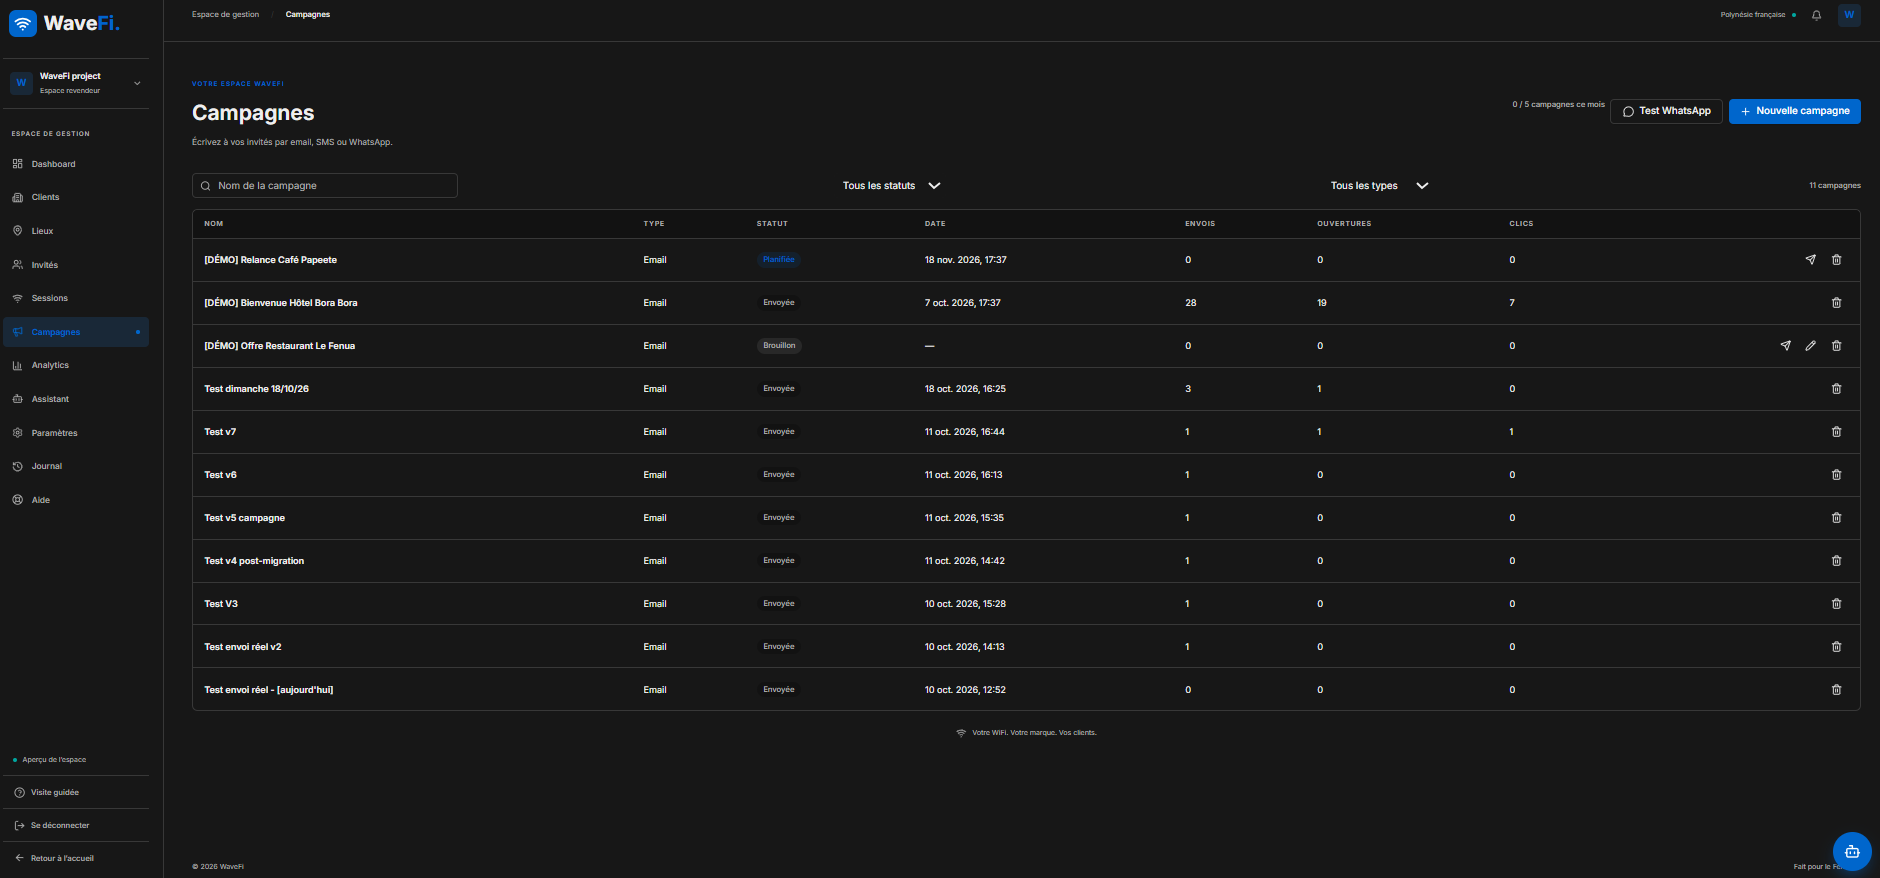 WaveFi.
Espace de gestion / Campagnes
Polynésie française
W
W
WaveFi project
Espace revendeur
ESPACE DE GESTION
Dashboard
Clients
Lieux
Invités
Sessions
Campagnes
Analytics
Assistant
Paramètres
Journal
Aide
Aperçu de l'espace
Visite guidée
Se déconnecter
Retour à l'accueil
VOTRE ESPACE WAVEFI
Campagnes
Écrivez à vos invités par email, SMS ou WhatsApp.
0 / 5 campagnes ce mois
Test WhatsApp
+ Nouvelle campagne
Nom de la campagne
Tous les statuts
Tous les types
11 campagnes
NOM TYPE STATUT DATE ENVOIS OUVERTURES CLICS
[DÉMO] Relance Café Papeete Email Planifiée 18 nov. 2026, 17:37 0 0 0
[DÉMO] Bienvenue Hôtel Bora Bora Email Envoyée 7 oct. 2026, 17:37 28 19 7
[DÉMO] Offre Restaurant Le Fenua Email Brouillon — 0 0 0
Test dimanche 18/10/26 Email Envoyée 18 oct. 2026, 16:25 3 1 0
Test v7 Email Envoyée 11 oct. 2026, 16:44 1 1 1
Test v6 Email Envoyée 11 oct. 2026, 16:13 1 0 0
Test v5 campagne Email Envoyée 11 oct. 2026, 15:35 1 0 0
Test v4 post-migration Email Envoyée 11 oct. 2026, 14:42 1 0 0
Test V3 Email Envoyée 10 oct. 2026, 15:28 1 0 0
Test envoi réel v2 Email Envoyée 10 oct. 2026, 14:13 1 0 0
Test envoi réel - [aujourd'hui] Email Envoyée 10 oct. 2026, 12:52 0 0 0
Votre WiFi. Votre marque. Vos clients.
© 2026 WaveFi
Fait pour le